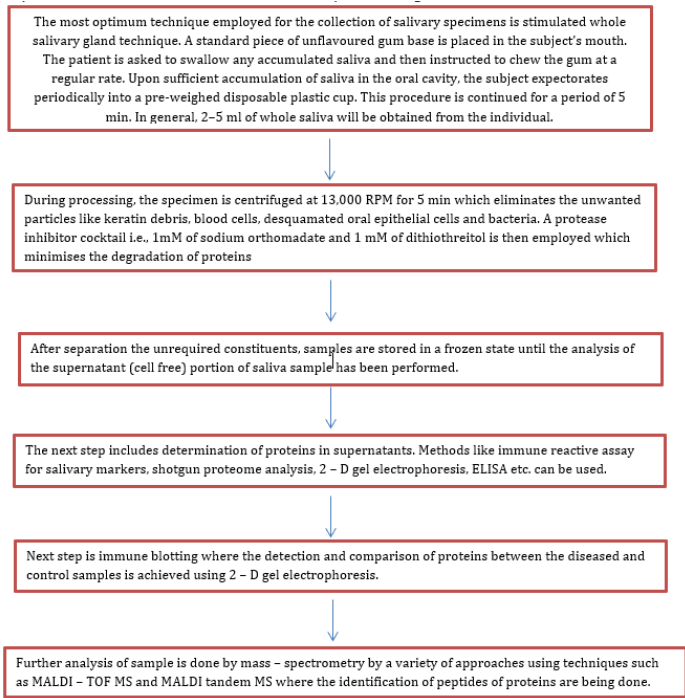 The most optimum technique employed for the collection of salivary specimens is stimulated whole
salivary gland technique. A standard piece of unflavoured gum base is placed in the subject's mouth.
The patient is asked to swallow any accumulated saliva and then instructed to chew the gum at a
regular rate. Upon sufficient accumulation of saliva in the oral cavity, the subject expectorates
periodically into a pre-weighed disposable plastic cup. This procedure is continued for a period of 5
min. In general, 2–5 ml of whole saliva will be obtained from the individual.
During processing, the specimen is centrifuged at 13,000 RPM for 5 min which eliminates the unwanted
particles like keratin debris, blood cells, desquamated oral epithelial cells and bacteria. A protease
inhibitor cocktail i.e., 1mM of sodium orthomadate and 1 mM of dithiothreitol is then employed which
minimises the degradation of proteins
After separation the unrequired constituents, samples are stored in a frozen state until the analysis of
the supernatant (cell free) portion of saliva sample has been performed.
The next step includes determination of proteins in supernatants. Methods like immune reactive assay
for salivary markers, shotgun proteome analysis, 2 – D gel electrophoresis, ELISA etc. can be used.
Next step is immune blotting where the detection and comparison of proteins between the diseased and
control samples is achieved using 2 – D gel electrophoresis.
Further analysis of sample is done by mass – spectrometry by a variety of approaches using techniques such
as MALDI – TOF MS and MALDI tandem MS where the identification of peptides of proteins are being done.